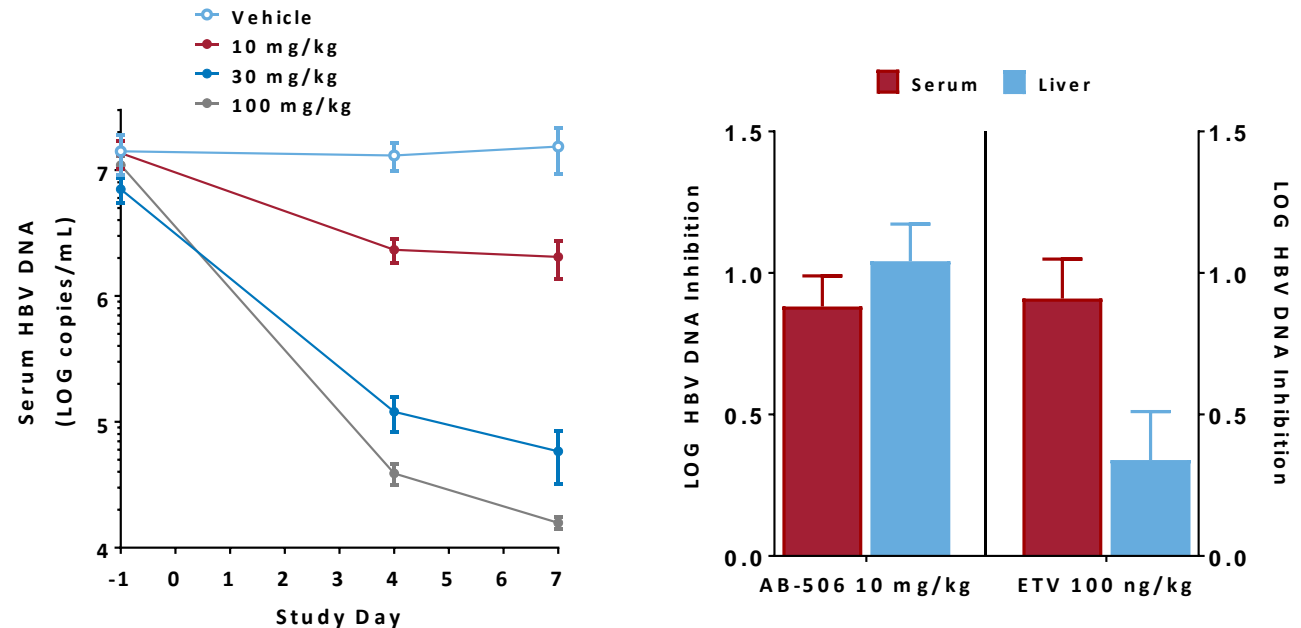 Vehicle
10 mg/kg
30 mg/kg
100 mg/kg
Serum HBV DNA
(LOG copies/mL)
7
6
5
4
-1 0 1 2 3 4 5 6 7
Study Day
Serum Liver
LOG HBV DNA Inhibition
1.5
1.0
0.5
0.0
1.5
1.0
0.5
0.0
LOG HBV DNA Inhibition
AB-506 10 mg/kg ETV 100 ng/kg